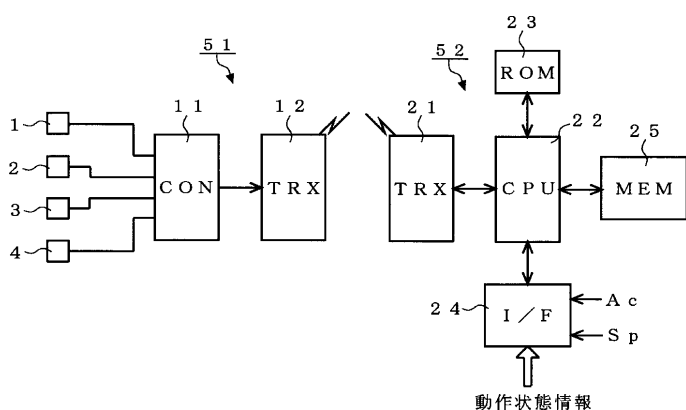 ５１
５２
２３
ROM
１１
１２
２１
２２
２５
１
２
３
４
CON
TRX
TRX
CPU
MEM
２４
I／F
Ac
Sp
動作状態情報